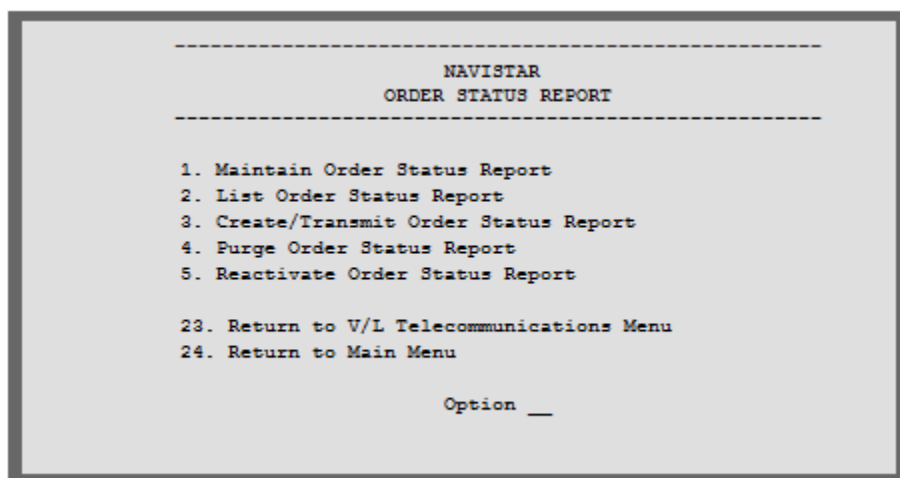 ------------------------------------------------------
NAVISTAR
ORDER STATUS REPORT
------------------------------------------------------
1. Maintain Order Status Report
2. List Order Status Report
3. Create/Transmit Order Status Report
4. Purge Order Status Report
5. Reactivate Order Status Report
23. Return to V/L Telecommunications Menu
24. Return to Main Menu
Option __